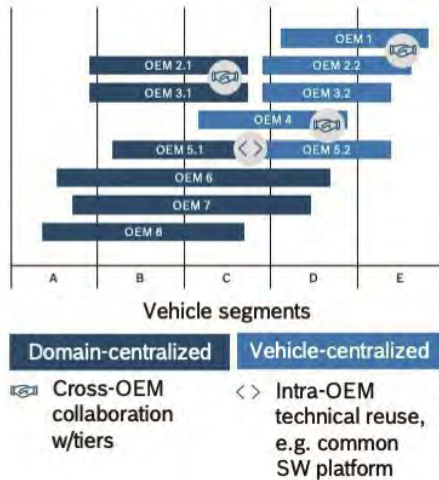 OEM 1
OEM 2.1 OEM 2.2
OEM 3.1 OEM 3.2
OEM 4
OEM 5.1 < > OEM 5.2
OEM 6
OEM 7
OEM 8
A B C D E
Vehicle segments
Domain-centralized Vehicle-centralized
Cross-OEM
collaboration
w/tiers
< > Intra-OEM
technical reuse,
e.g. common
SW platform